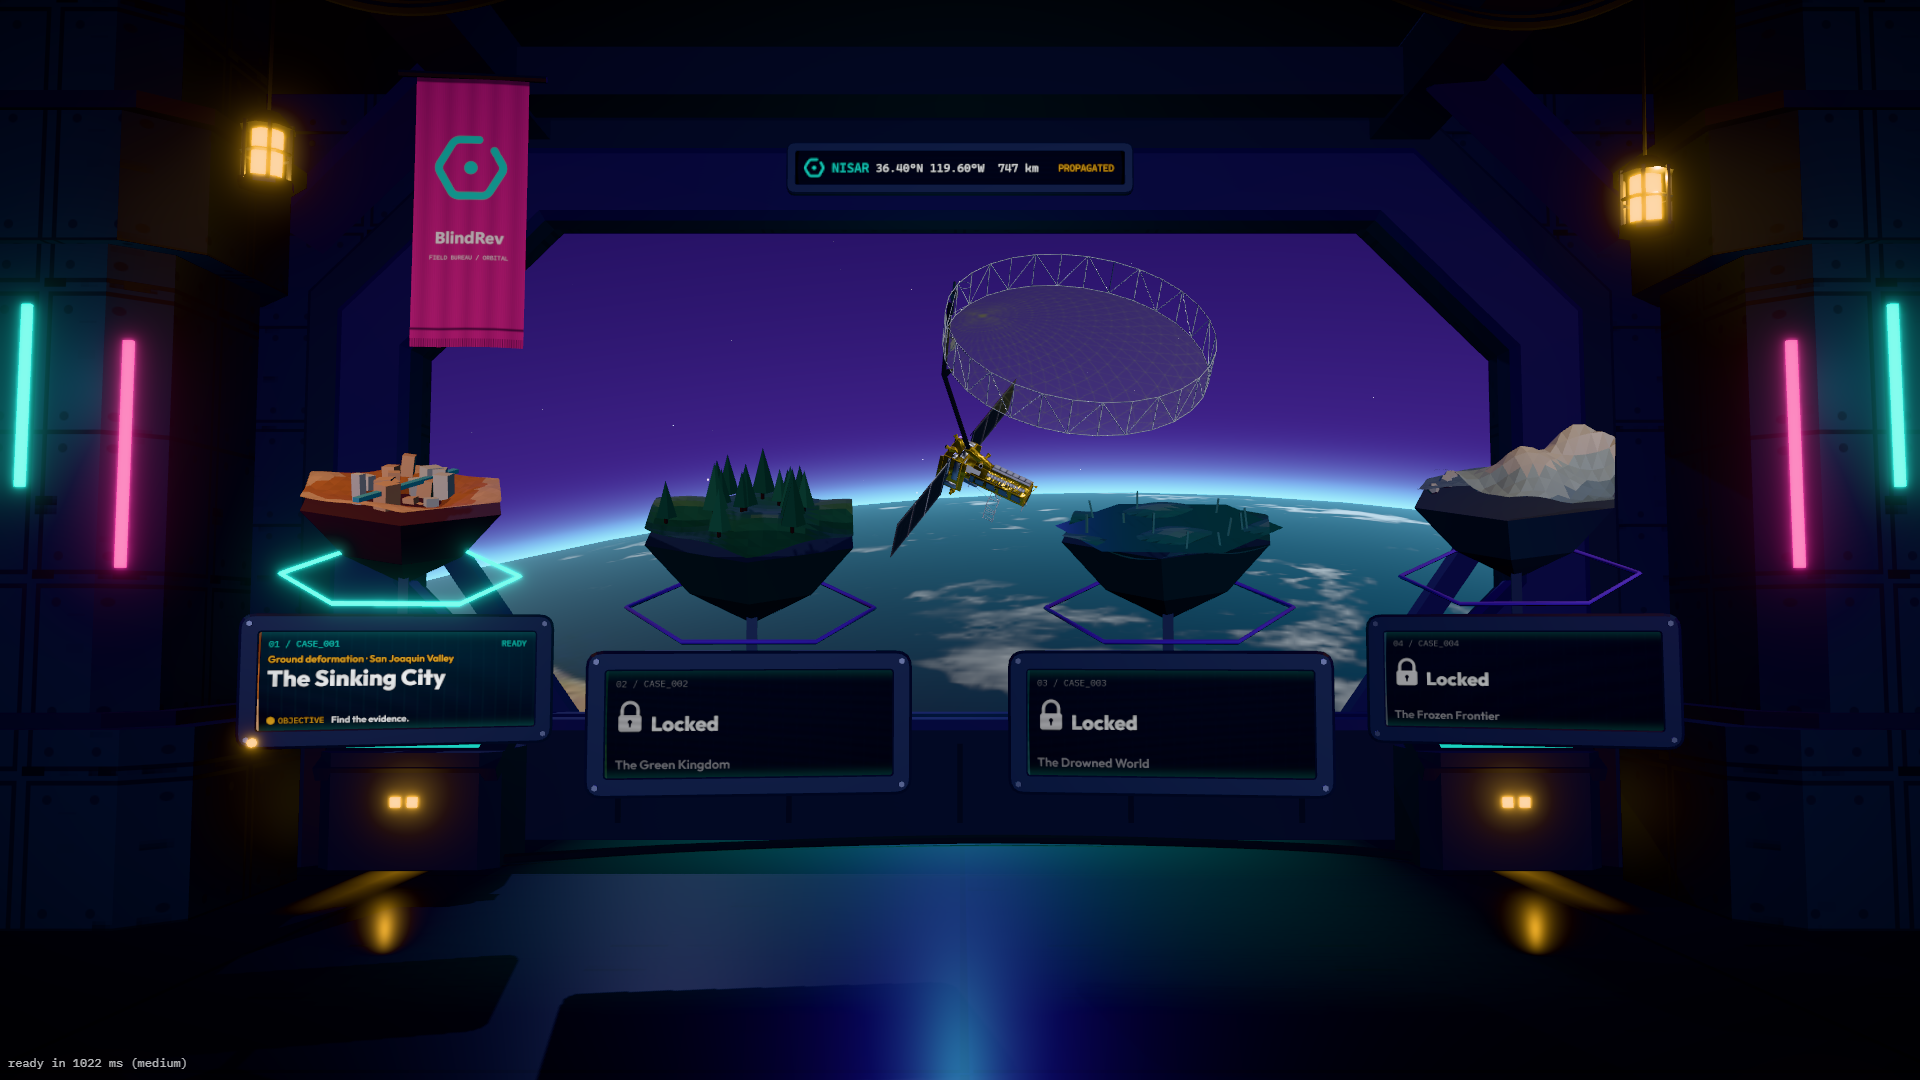 BlindRev
FIELD BUREAU / ORBITAL
NISAR 36.40°N 119.60°W 747 km PROPAGATED
01 / CASE_001 READY
Ground deformation · San Joaquin Valley
The Sinking City
OBJECTIVE Find the evidence.
02 / CASE_002
Locked
The Green Kingdom
03 / CASE_003
Locked
The Drowned World
04 / CASE_004
Locked
The Frozen Frontier
ready in 1022 ms (medium)